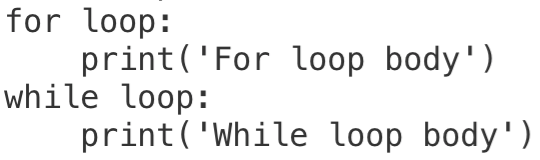 for loop:
    print('For loop body')
while loop:
    print('While loop body')